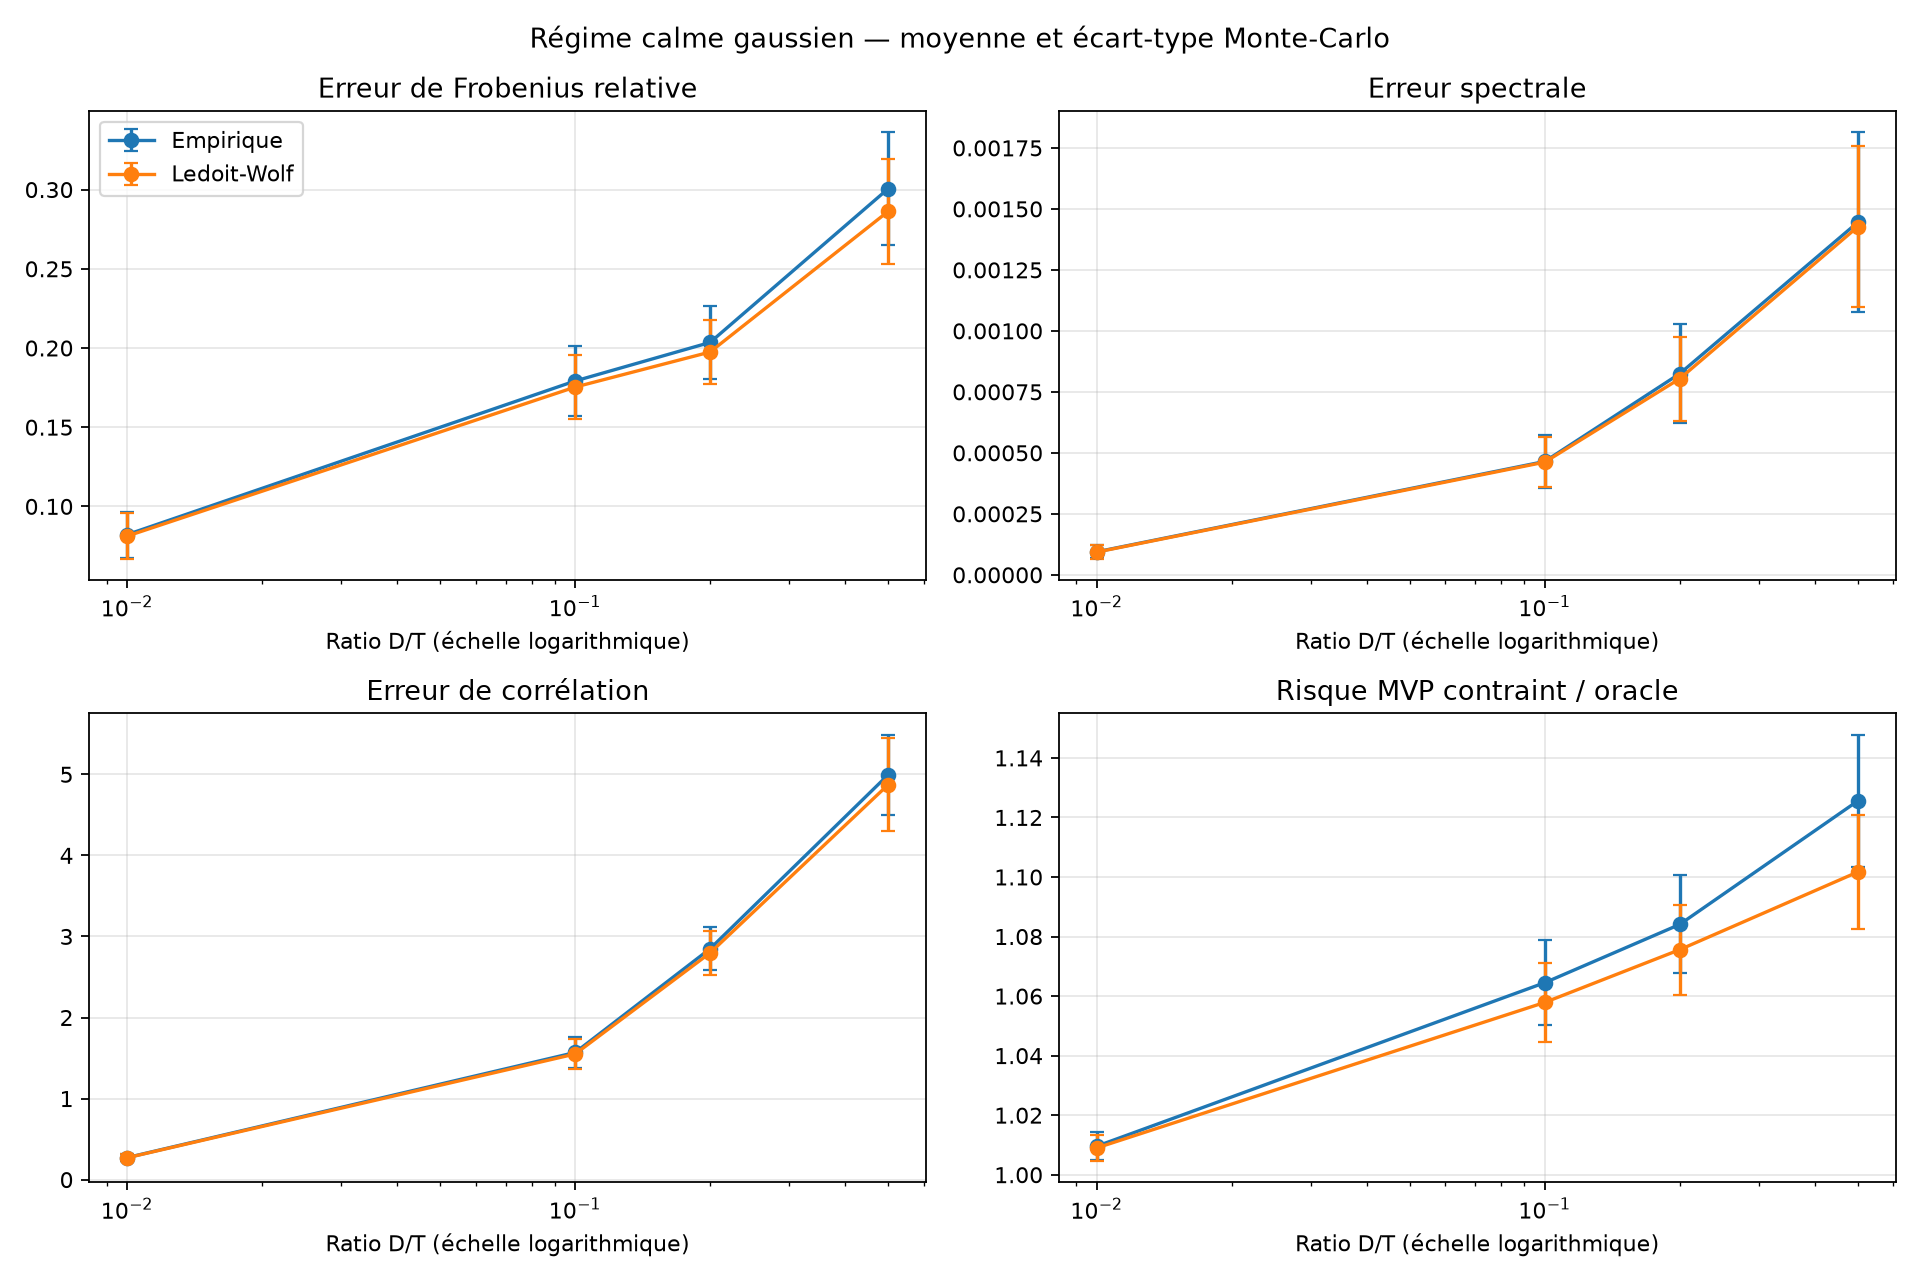 Régime calme gaussien — moyenne et écart-type Monte-Carlo
Erreur de Frobenius relative
Empirique
Ledoit-Wolf
0.30
0.25
0.20
0.15
0.10
10⁻² 10⁻¹
Ratio D/T (échelle logarithmique)
Erreur spectrale
0.00175
0.00150
0.00125
0.00100
0.00075
0.00050
0.00025
0.00000
10⁻² 10⁻¹
Ratio D/T (échelle logarithmique)
Erreur de corrélation
5
4
3
2
1
0
10⁻² 10⁻¹
Ratio D/T (échelle logarithmique)
Risque MVP contraint / oracle
1.14
1.12
1.10
1.08
1.06
1.04
1.02
1.00
10⁻² 10⁻¹
Ratio D/T (échelle logarithmique)